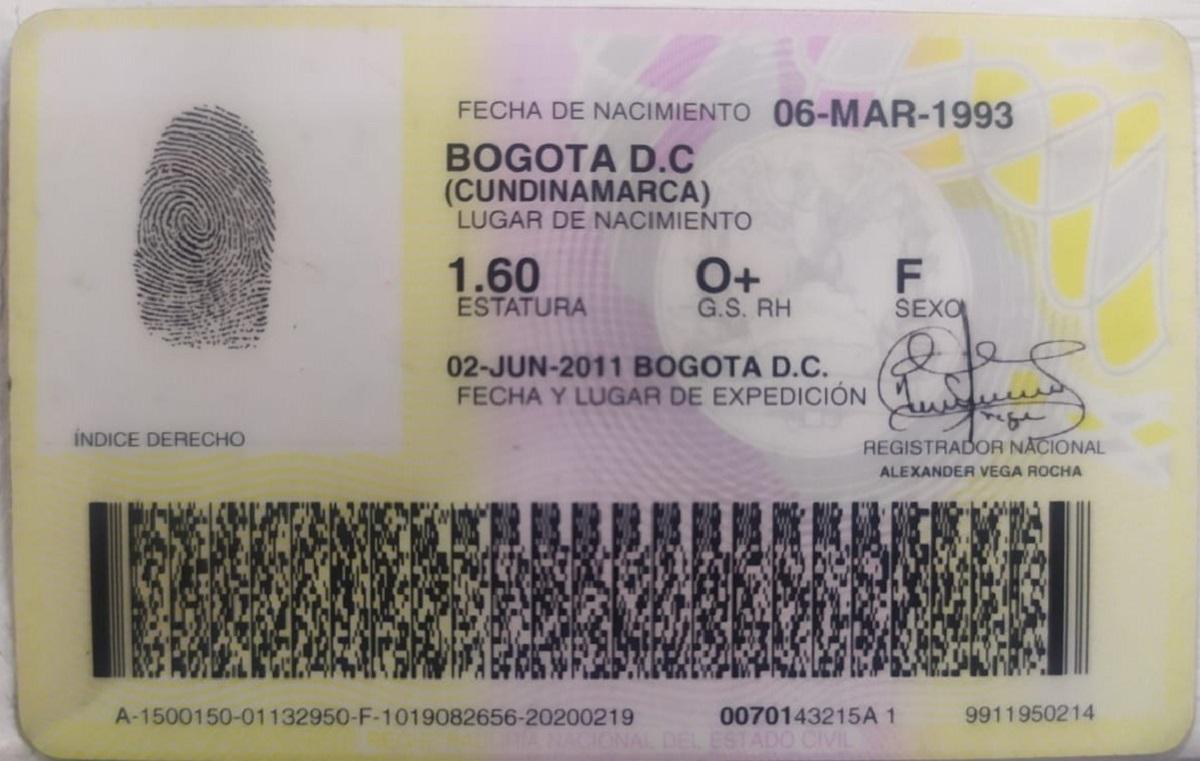 FECHA DE NACIMIENTO 06-MAR-1993
BOGOTA D.C
(CUNDINAMARCA)
LUGAR DE NACIMIENTO
1.60 O+ F
ESTATURA G.S. RH SEXO
02-JUN-2011 BOGOTA D.C.
FECHA Y LUGAR DE EXPEDICIÓN
ÍNDICE DERECHO
REGISTRADOR NACIONAL
ALEXANDER VEGA ROCHA
A-1500150-01132950-F-1019082656-20200219 0070143215A 1 9911950214
NACIONAL DEL ESTADO CIVIL